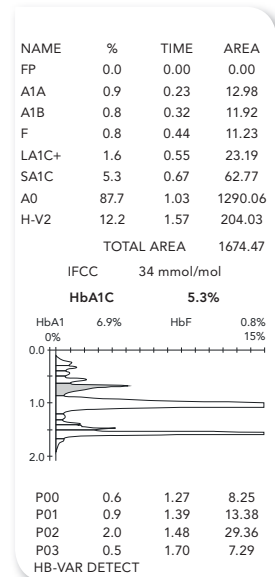 NAME % TIME AREA
FP 0.0 0.00 0.00
A1A 0.9 0.23 12.98
A1B 0.8 0.32 11.92
F 0.8 0.44 11.23
LA1C+ 1.6 0.55 23.19
SA1C 5.3 0.67 62.77
A0 87.7 1.03 1290.06
H-V2 12.2 1.57 204.03
TOTAL AREA 1674.47
IFCC 34 mmol/mol
HbA1C 5.3%
HbA1 6.9% HbF 0.8%
0% 15%
0.0
1.0
2.0
P00 0.6 1.27 8.25
P01 0.9 1.39 13.38
P02 2.0 1.48 29.36
P03 0.5 1.70 7.29
HB-VAR DETECT